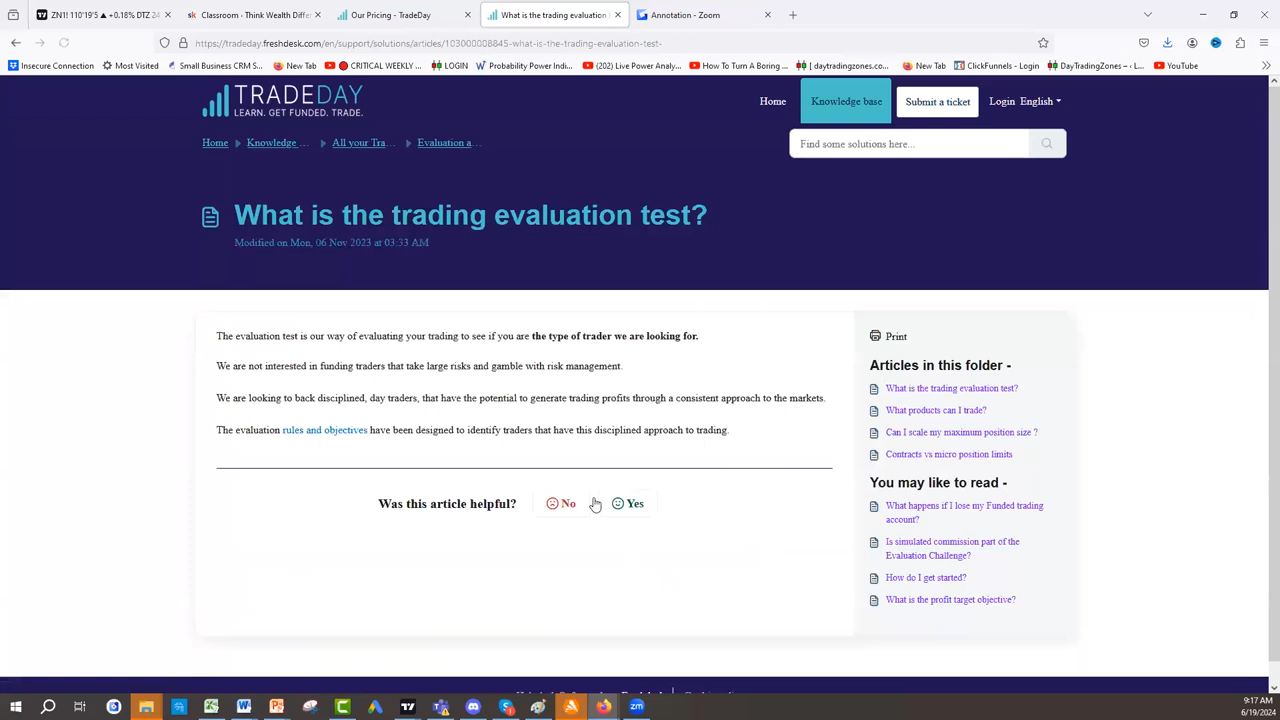 ZN1! 110'19'5 ▲ +0.18% DTZ 24
Classroom - Think Wealth Differ
Our Pricing - TradeDay
What is the trading evaluation
Annotation - Zoom
https://tradeday.freshdesk.com/en/support/solutions/articles/103000008845-what-is-the-trading-evaluation-test-
Insecure Connection
Most Visited
Small Business CRM S...
New Tab
CRITICAL WEEKLY ...
LOGIN
Probability Power Indi...
(202) Live Power Analy...
How To Turn A Boring ...
[ daytradingzones.co...
New Tab
ClickFunnels - Login
DayTradingZones – ‹ L...
YouTube
TRADEDAY
LEARN. GET FUNDED. TRADE.
Home
Knowledge base
Submit a ticket
Login
English
Home
Knowledge ...
All your Tra...
Evaluation a...
Find some solutions here...
What is the trading evaluation test?
Modified on Mon, 06 Nov 2023 at 03:33 AM
The evaluation test is our way of evaluating your trading to see if you are the type of trader we are looking for.
We are not interested in funding traders that take large risks and gamble with risk management.
We are looking to back disciplined, day traders, that have the potential to generate trading profits through a consistent approach to the markets.
The evaluation rules and objectives have been designed to identify traders that have this disciplined approach to trading.
Was this article helpful?
No
Yes
Print
Articles in this folder -
What is the trading evaluation test?
What products can I trade?
Can I scale my maximum position size ?
Contracts vs micro position limits
You may like to read -
What happens if I lose my Funded trading
account?
Is simulated commission part of the
Evaluation Challenge?
How do I get started?
What is the profit target objective?
9:17 AM
6/19/2024